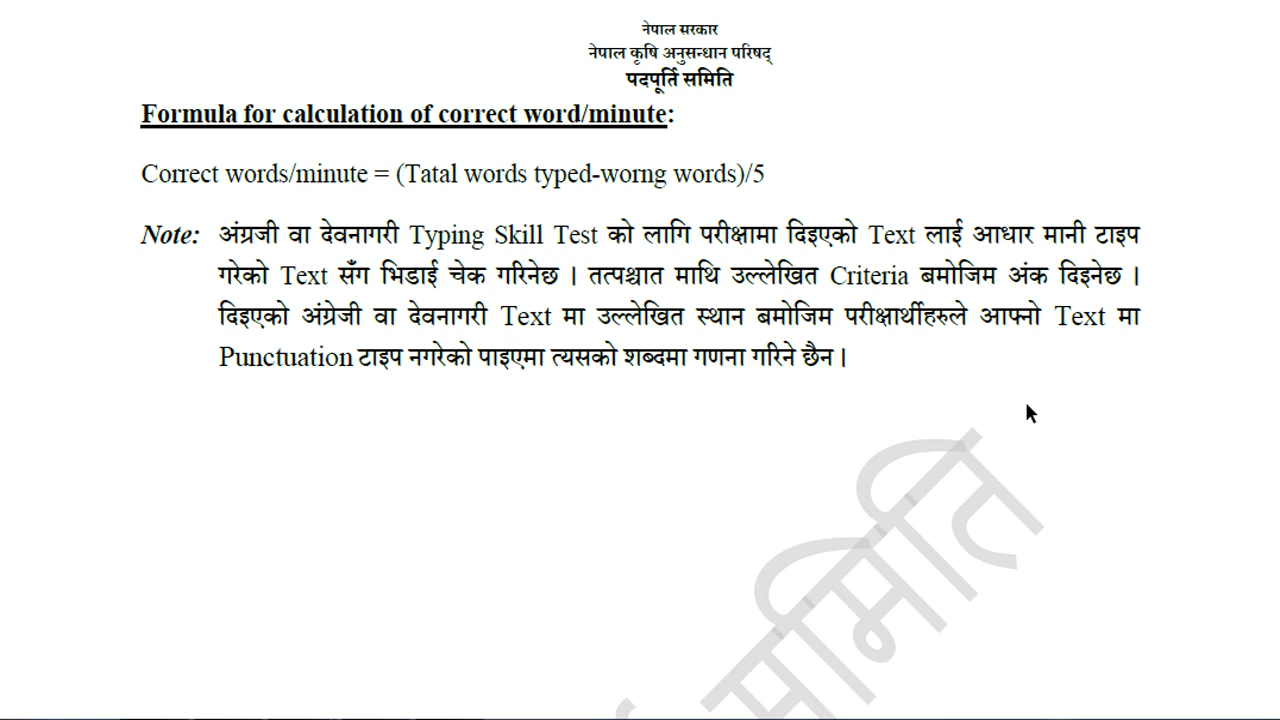 नेपाल सरकार
नेपाल कृषि अनुसन्धान परिषद्
पदपूर्ति समिति
Formula for calculation of correct word/minute:
Correct words/minute = (Tatal words typed-worng words)/5
Note: अंग्रजी वा देवनागरी Typing Skill Test को लागि परीक्षामा दिइएको Text लाई आधार मानी टाइप
गरेको Text सँग भिडाई चेक गरिनेछ । तत्पश्चात माथि उल्लेखित Criteria बमोजिम अंक दिइनेछ ।
दिइएको अंग्रेजी वा देवनागरी Text मा उल्लेखित स्थान बमोजिम परीक्षार्थीहरुले आफ्नो Text मा
Punctuation टाइप नगरेको पाइएमा त्यसको शब्दमा गणना गरिने छैन ।
समिति